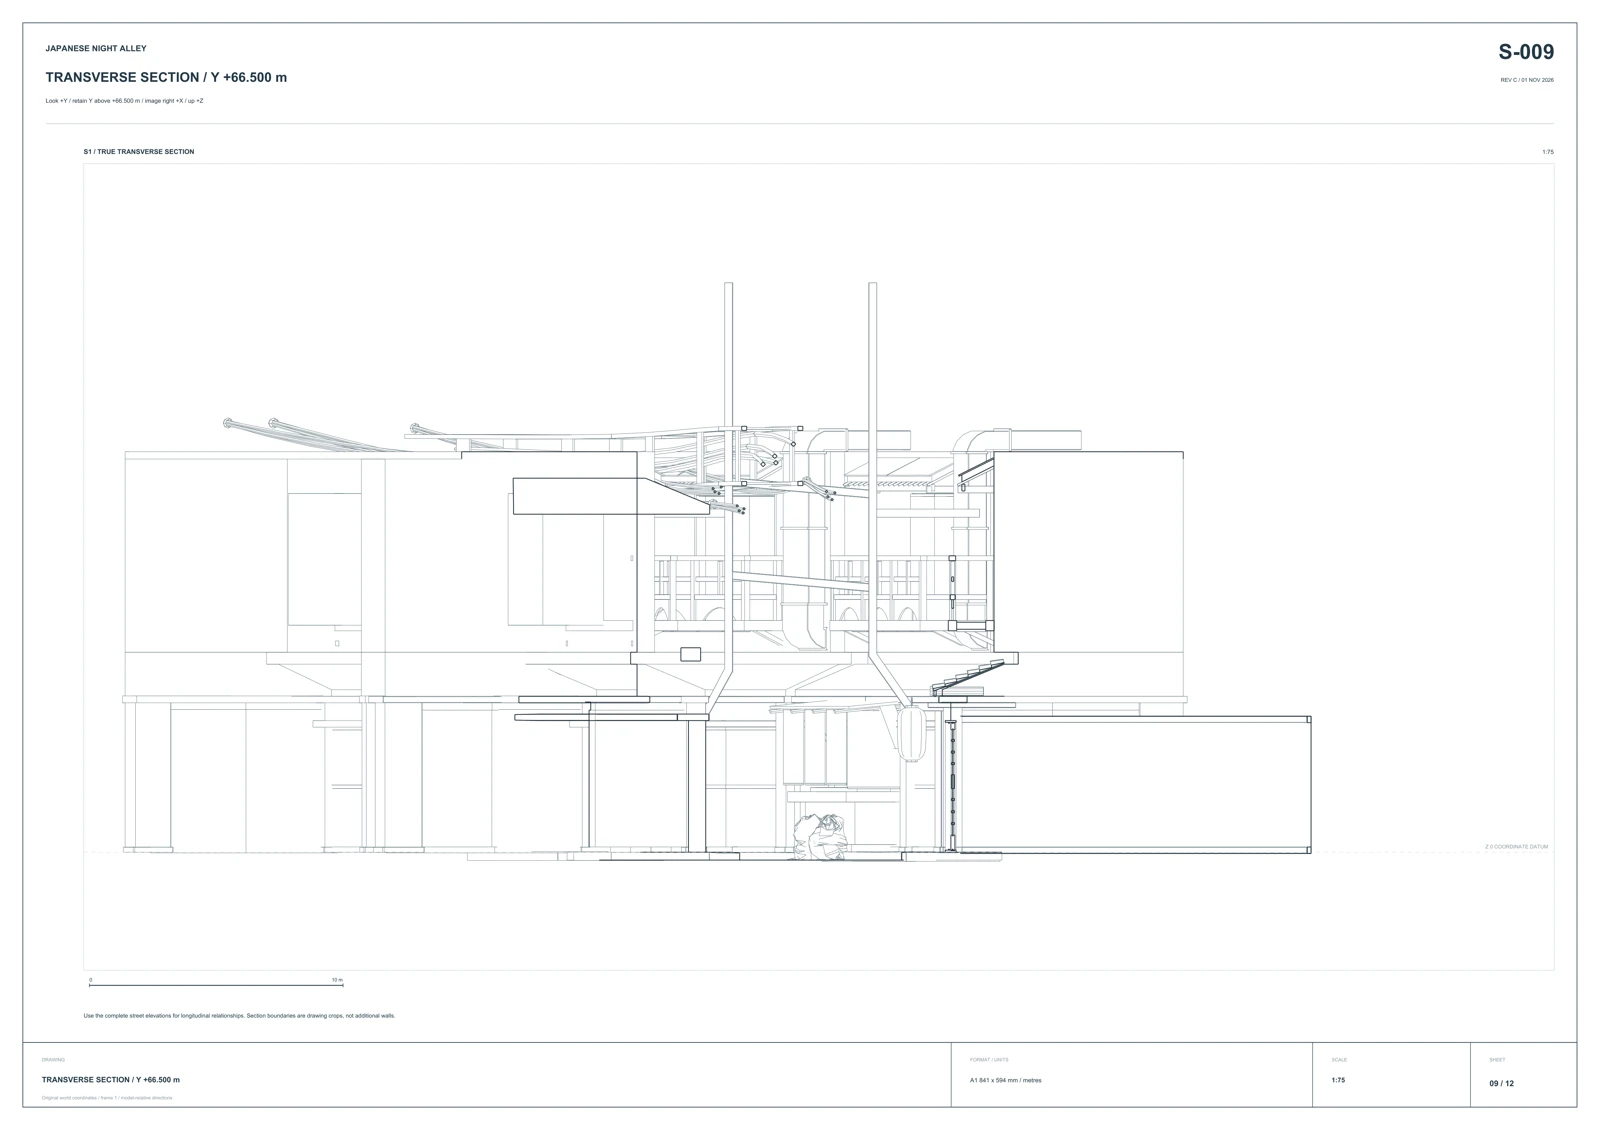 JAPANESE NIGHT ALLEY
S-009
TRANSVERSE SECTION / Y +66.500 m
REV C / 01 NOV 2026
Look +Y / retain Y above +66.500 m / image right +X / up +Z
S1 / TRUE TRANSVERSE SECTION
1:75
Z 0 COORDINATE DATUM
0
10 m
Use the complete street elevations for longitudinal relationships. Section boundaries are drawing crops, not additional walls.
DRAWING
FORMAT / UNITS
SCALE
SHEET
TRANSVERSE SECTION / Y +66.500 m
A1 841 x 594 mm / metres
1:75
09 / 12
Original world coordinates / frame 1 / model-relative directions